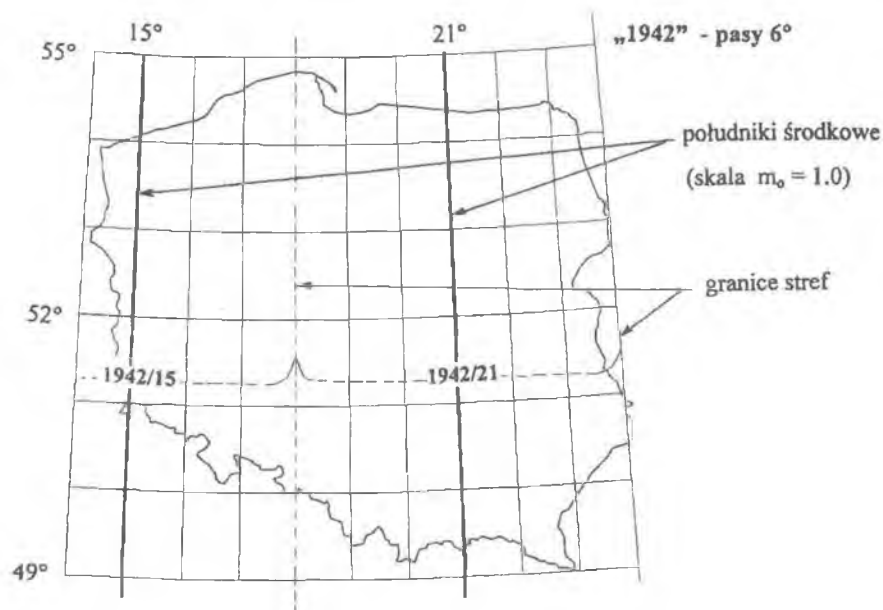 15°
21°
„1942” - pasy 6°
55°
południki środkowe
(skala mₒ = 1.0)
granice stref
52°
1942/15
1942/21
49°